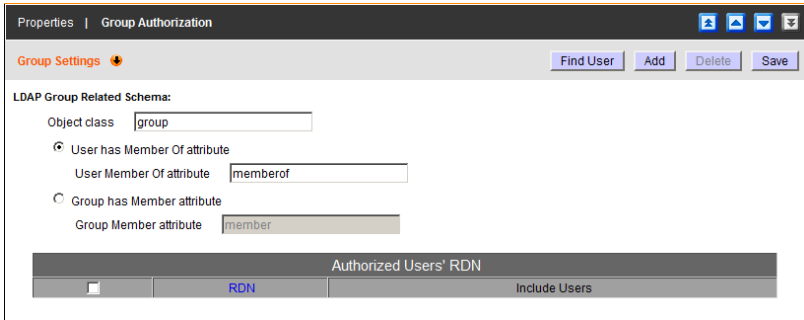 Properties | Group Authorization
Group Settings Find User Add Delete Save
LDAP Group Related Schema:
Object class group
User has Member Of attribute
User Member Of attribute memberof
Group has Member attribute
Group Member attribute member
Authorized Users' RDN
RDN Include Users